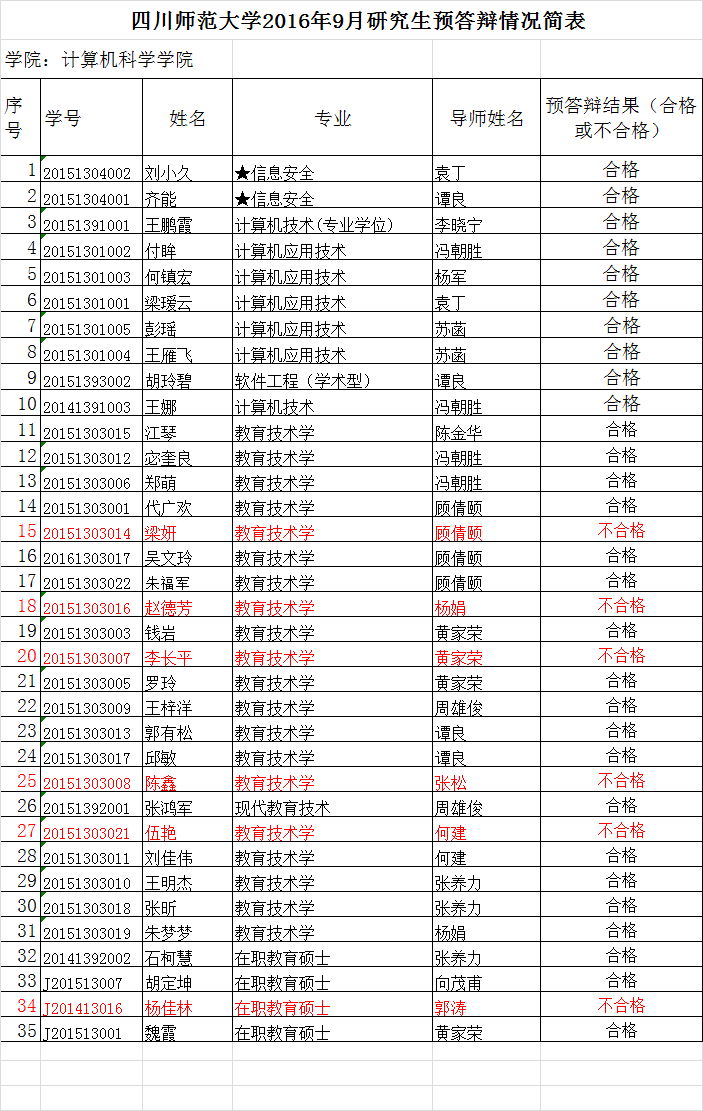 四川师范大学2016年9月研究生预答辩情况简表
学院：计算机科学学院
序号 学号 姓名 专业 导师姓名 预答辩结果（合格或不合格）
1 20151304002 刘小久 ★信息安全 袁丁 合格
2 20151304001 齐能 ★信息安全 谭良 合格
3 20151391001 王鹏霞 计算机技术(专业学位) 李晓宁 合格
4 20151301002 付眸 计算机应用技术 冯朝胜 合格
5 20151301003 何镇宏 计算机应用技术 杨军 合格
6 20151301001 梁瑷云 计算机应用技术 袁丁 合格
7 20151301005 彭瑶 计算机应用技术 苏菡 合格
8 20151301004 王雁飞 计算机应用技术 苏菡 合格
9 20151393002 胡玲碧 软件工程（学术型） 谭良 合格
10 20141391003 王娜 计算机技术 冯朝胜 合格
11 20151303015 江琴 教育技术学 陈金华 合格
12 20151303012 宓奎良 教育技术学 冯朝胜 合格
13 20151303006 郑萌 教育技术学 冯朝胜 合格
14 20151303001 代广欢 教育技术学 顾倩颐 合格
15 20151303014 梁妍 教育技术学 顾倩颐 不合格
16 20161303017 吴文玲 教育技术学 顾倩颐 合格
17 20151303022 朱福军 教育技术学 顾倩颐 合格
18 20151303016 赵德芳 教育技术学 杨娟 不合格
19 20151303003 钱岩 教育技术学 黄家荣 合格
20 20151303007 李长平 教育技术学 黄家荣 不合格
21 20151303005 罗玲 教育技术学 黄家荣 合格
22 20151303009 王梓洋 教育技术学 周雄俊 合格
23 20151303013 郭有松 教育技术学 谭良 合格
24 20151303017 邱敏 教育技术学 谭良 合格
25 20151303008 陈鑫 教育技术学 张松 不合格
26 20151392001 张鸿军 现代教育技术 周雄俊 合格
27 20151303021 伍艳 教育技术学 何建 不合格
28 20151303011 刘佳伟 教育技术学 何建 合格
29 20151303010 王明杰 教育技术学 张养力 合格
30 20151303018 张昕 教育技术学 张养力 合格
31 20151303019 朱梦梦 教育技术学 杨娟 合格
32 20141392002 石柯慧 在职教育硕士 张养力 合格
33 J201513007 胡定坤 在职教育硕士 向茂甫 合格
34 J201413016 杨佳林 在职教育硕士 郭涛 不合格
35 J201513001 魏霞 在职教育硕士 黄家荣 合格